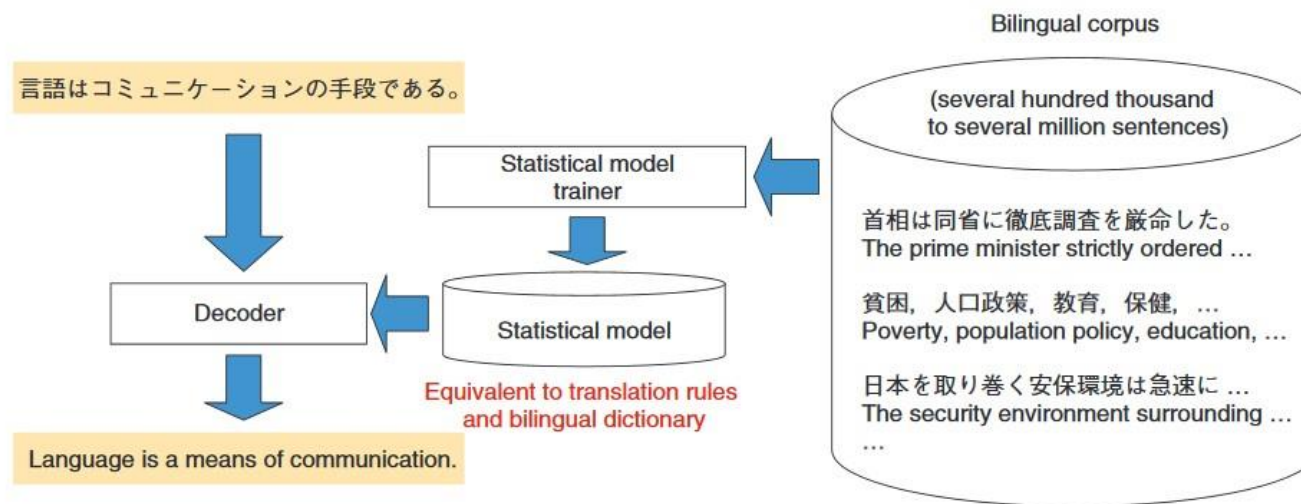 Bilingual corpus
言語はコミュニケーションの手段である。
(several hundred thousand
to several million sentences)
Statistical model
trainer
首相は同省に徹底調査を厳命した。
The prime minister strictly ordered …
貧困，人口政策，教育，保健，…
Poverty, population policy, education, …
日本を取り巻く安保環境は急速に …
The security environment surrounding …
…
Decoder
Statistical model
Equivalent to translation rules
and bilingual dictionary
Language is a means of communication.